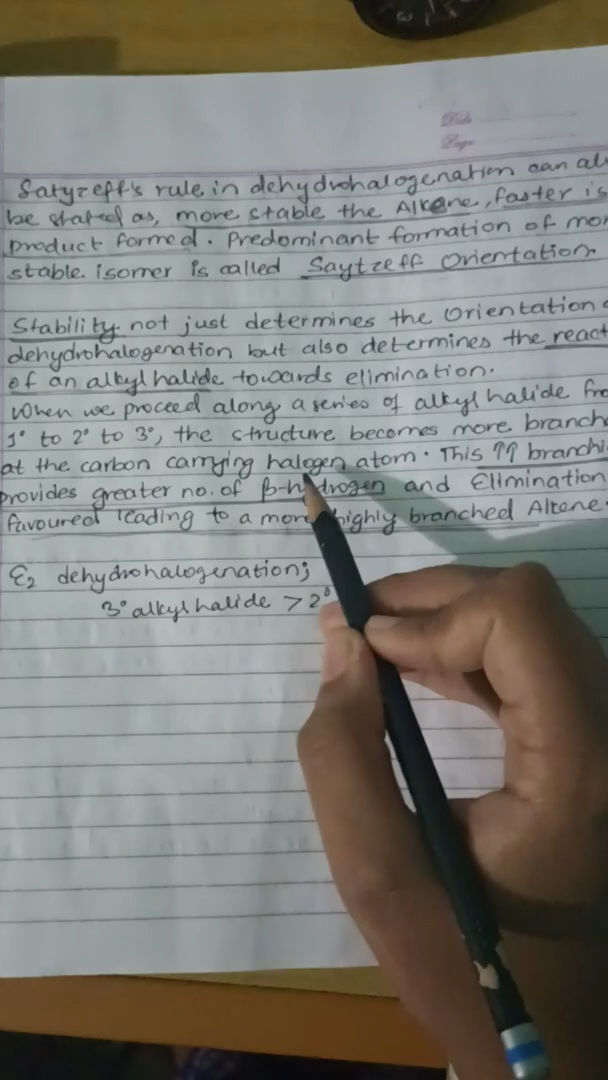 Date
Page
Satyzeff's rule in dehydrohalogenation can al
be stated as, more stable the Alkene, faster is
product formed. Predominant formation of mor
stable isomer is called Saytzeff Orientation.
Stability not just determines the Orientation o
dehydrohalogenation but also determines the react
of an alkyl halide towards elimination.
When we proceed along a series of alkyl halide fro
1° to 2° to 3°, the structure becomes more branch
at the carbon carrying halogen atom. This ↑↑ branchi
provides greater no. of β-hydrogen and Elimination
favoured leading to a more highly branched Alkene.
E₂ dehydrohalogenation;
3° alkyl halide > 2°